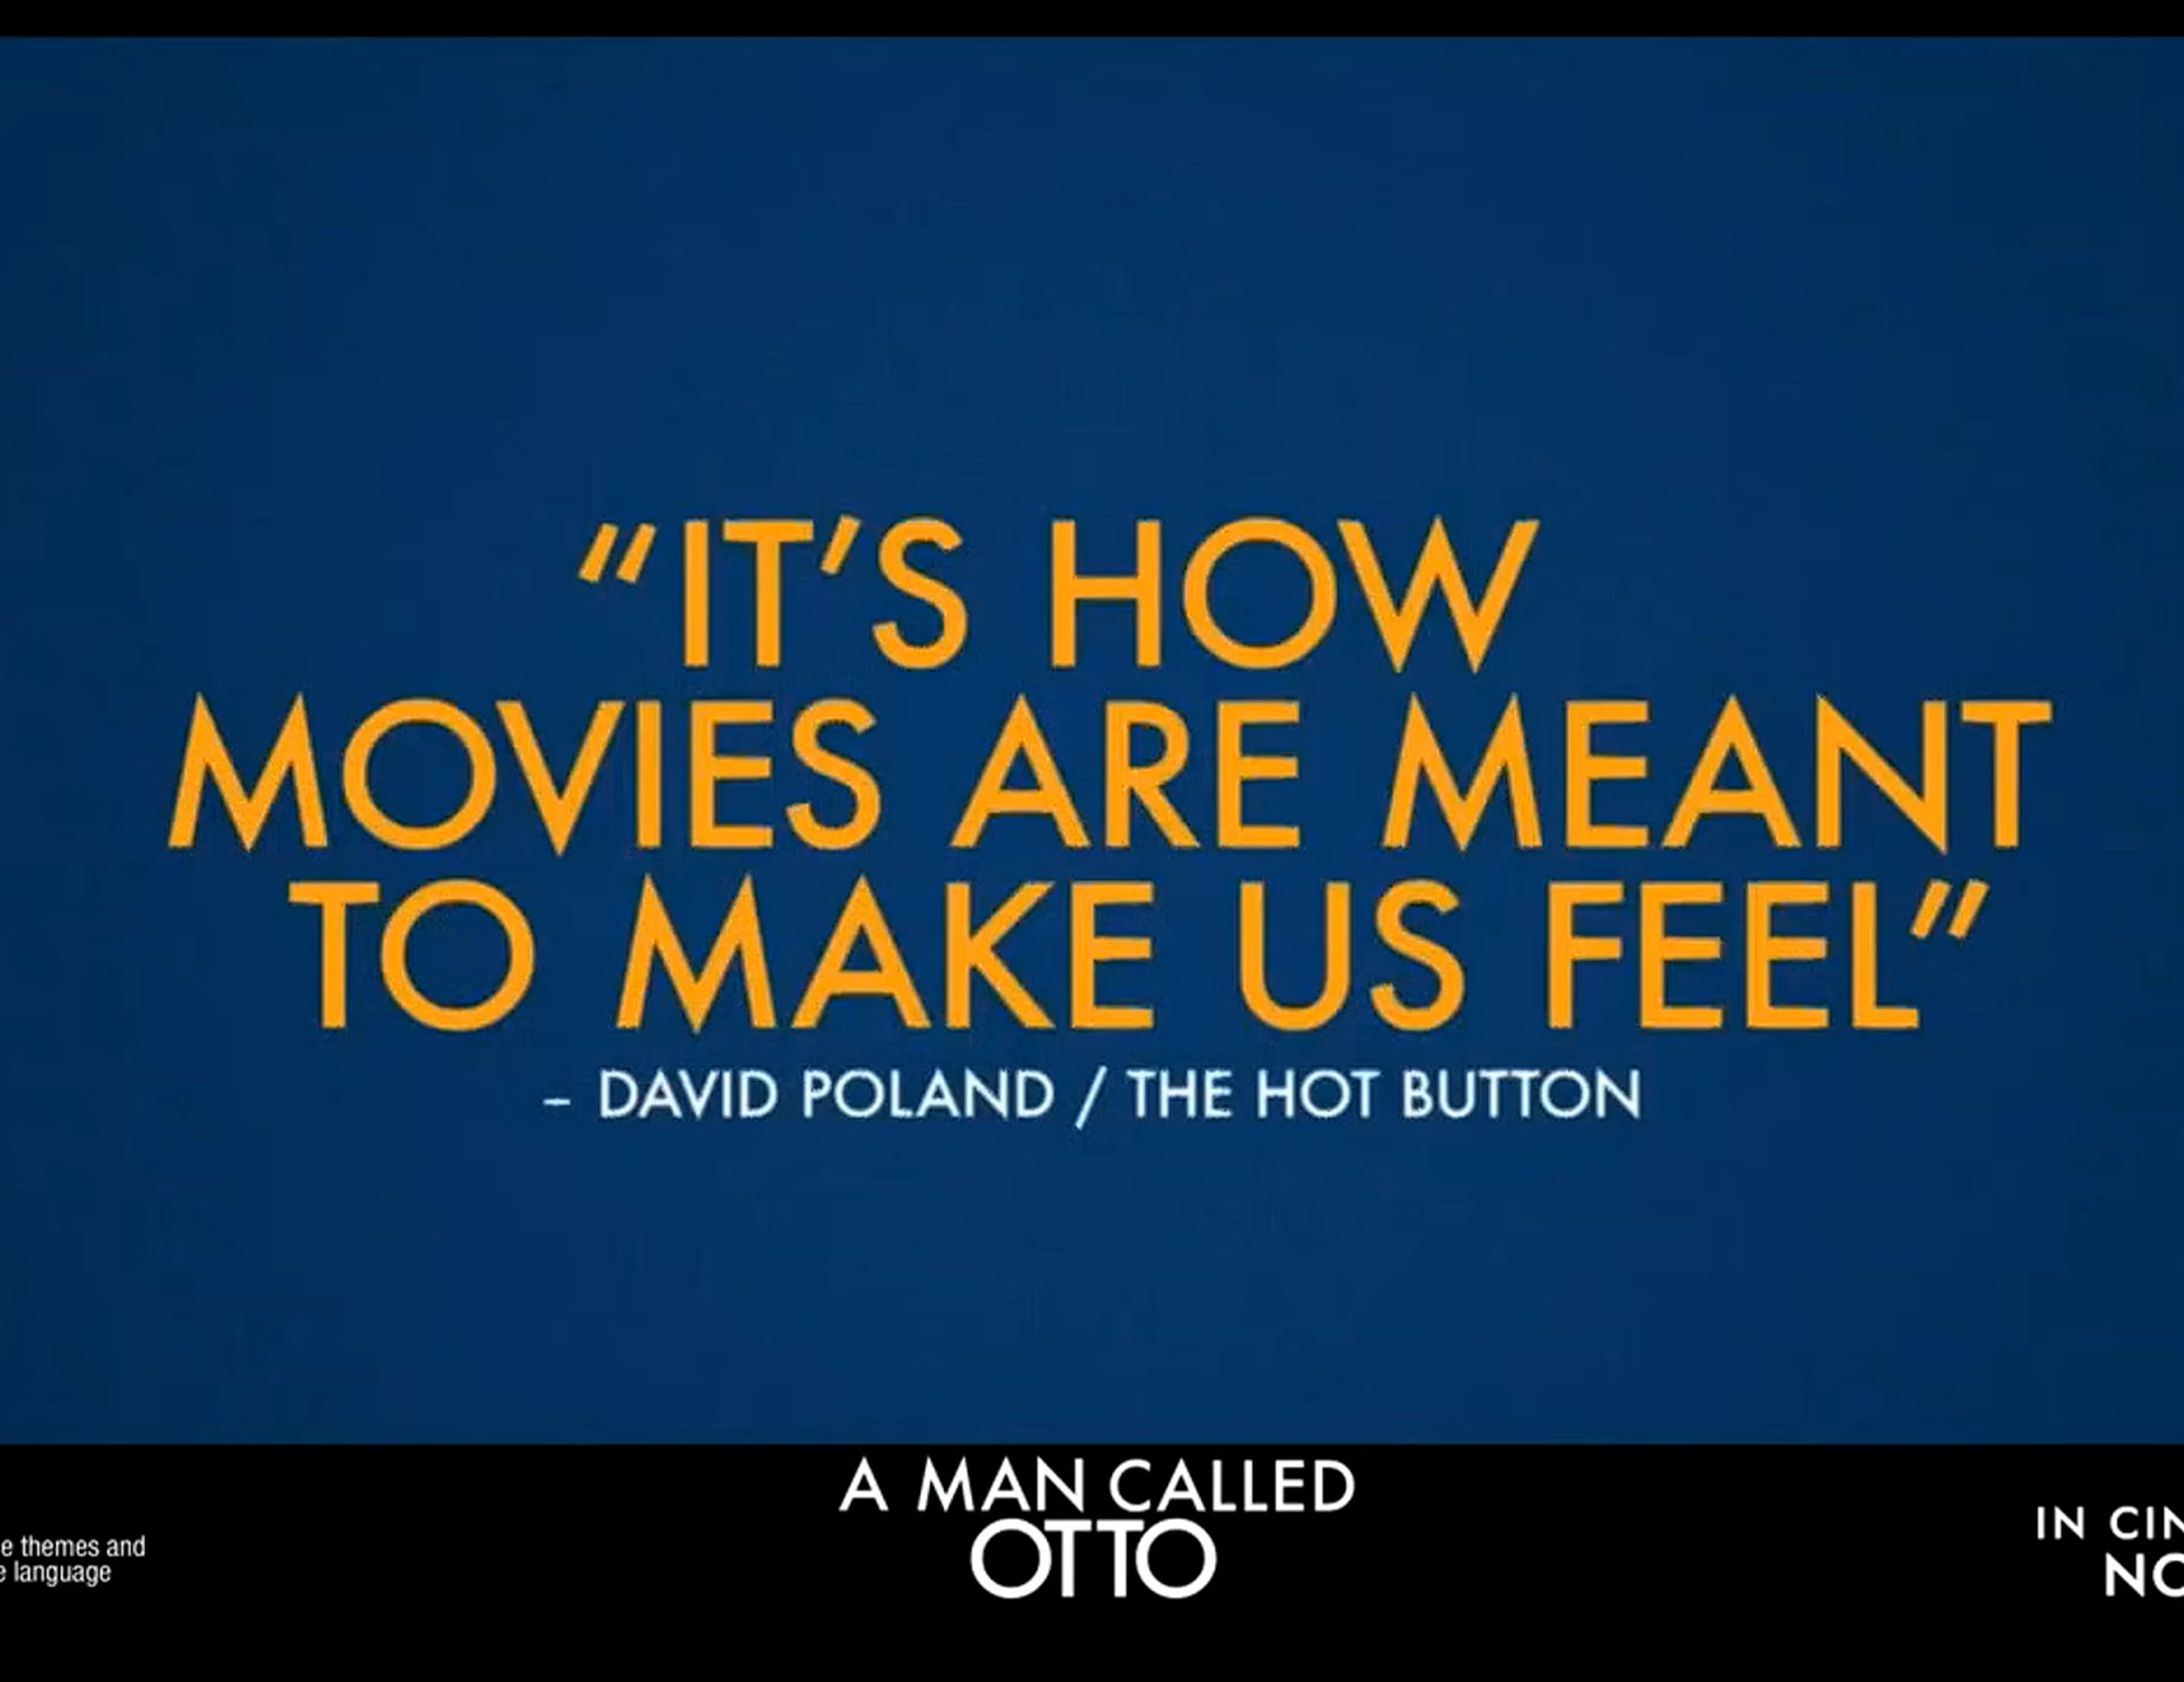 “IT’S HOW
MOVIES ARE MEANT
TO MAKE US FEEL”
– DAVID POLAND / THE HOT BUTTON
A MAN CALLED
OTTO
themes and
language
IN